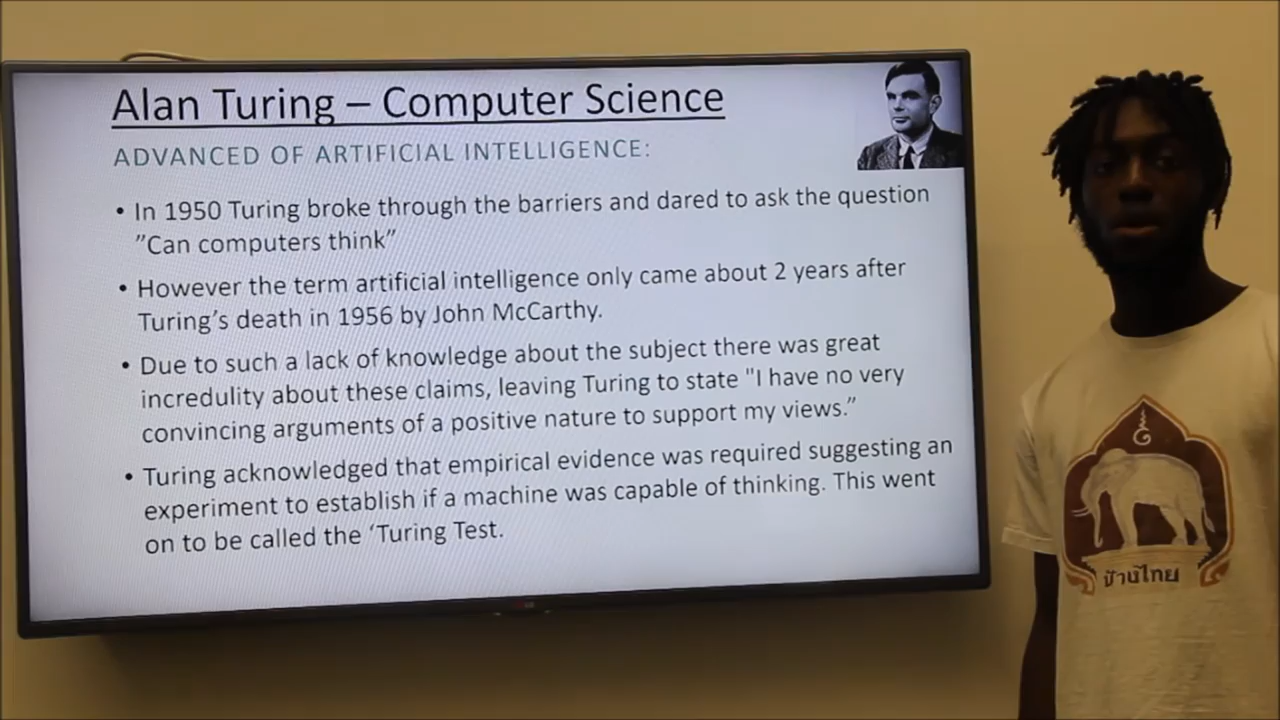 Alan Turing – Computer Science
ADVANCED OF ARTIFICIAL INTELLIGENCE:
• In 1950 Turing broke through the barriers and dared to ask the question
"Can computers think"
• However the term artificial intelligence only came about 2 years after
Turing's death in 1956 by John McCarthy.
• Due to such a lack of knowledge about the subject there was great
incredulity about these claims, leaving Turing to state "I have no very
convincing arguments of a positive nature to support my views."
• Turing acknowledged that empirical evidence was required suggesting an
experiment to establish if a machine was capable of thinking. This went
on to be called the ‘Turing Test.
บ้านไทย